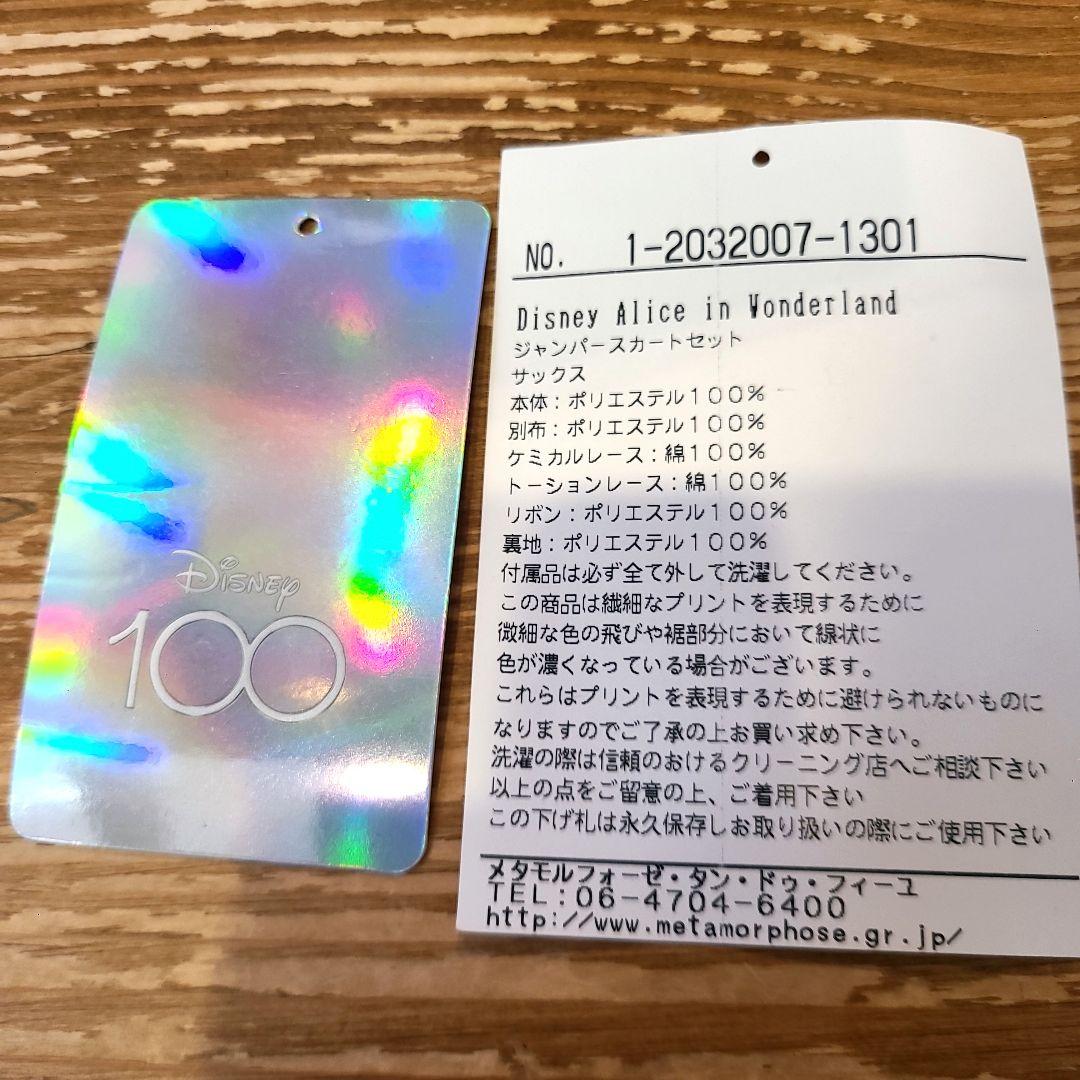 Disney
100
NO. 1-2032007-1301
Disney Alice in Wonderland
ジャンパースカートセット
サックス
本体：ポリエステル１００％
別布：ポリエステル１００％
ケミカルレース：綿１００％
トーションレース：綿１００％
リボン：ポリエステル１００％
裏地：ポリエステル１００％
付属品は必ず全て外して洗濯してください。
この商品は繊細なプリントを表現するために
微細な色の飛びや裾部分において線状に
色が濃くなっている場合がございます。
これらはプリントを表現するために避けられないものに
なりますのでご了承の上お買い求め下さい。
洗濯の際は信頼のおけるクリーニング店へご相談下さい
以上の点をご留意の上、ご着用下さい
この下げ札は永久保存しお取り扱いの際にご使用下さい
メタモルフォーゼ・タン・ドゥ・フィーユ
ＴＥＬ：０６－４７０４－６４００
http://www.metamorphose.gr.jp/